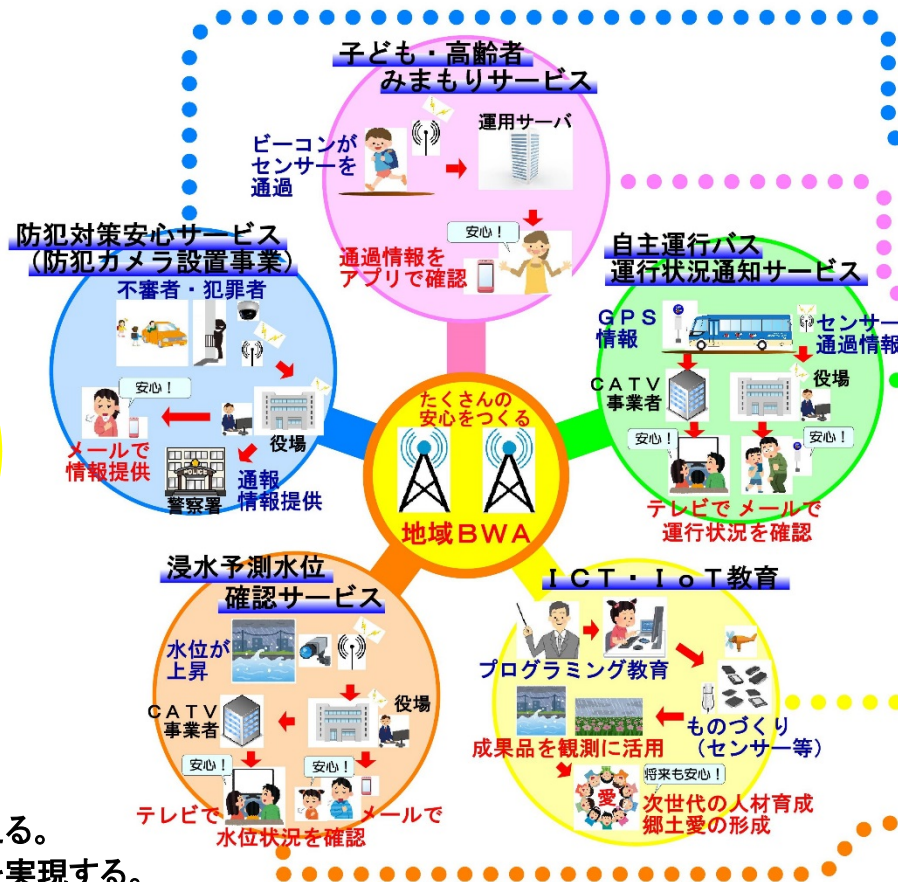 子ども・高齢者
みまもりサービス
ビーコンが
センサーを
通過
運用サーバ
安心!
通過情報を
アプリで確認
防犯対策安心サービス
(防犯カメラ設置事業)
不審者・犯罪者
安心!
役場
メールで
情報提供
POLICE
警察署
通報
情報提供
自主運行バス
運行状況通知サービス
GPS
情報
センサー
通過情報
CATV
事業者
役場
安心!
安心!
テレビで メールで
運行状況を確認
たくさんの
安心をつくる
地域BWA
浸水予測水位
確認サービス
水位が
上昇
CATV
事業者
役場
安心!
安心!
テレビで メールで
水位状況を確認
ICT・IoT教育
プログラミング教育
ものづくり
(センサー等)
成果品を観測に活用
将来も安心!
愛
次世代の人材育成
郷土愛の形成
る。
実現する。